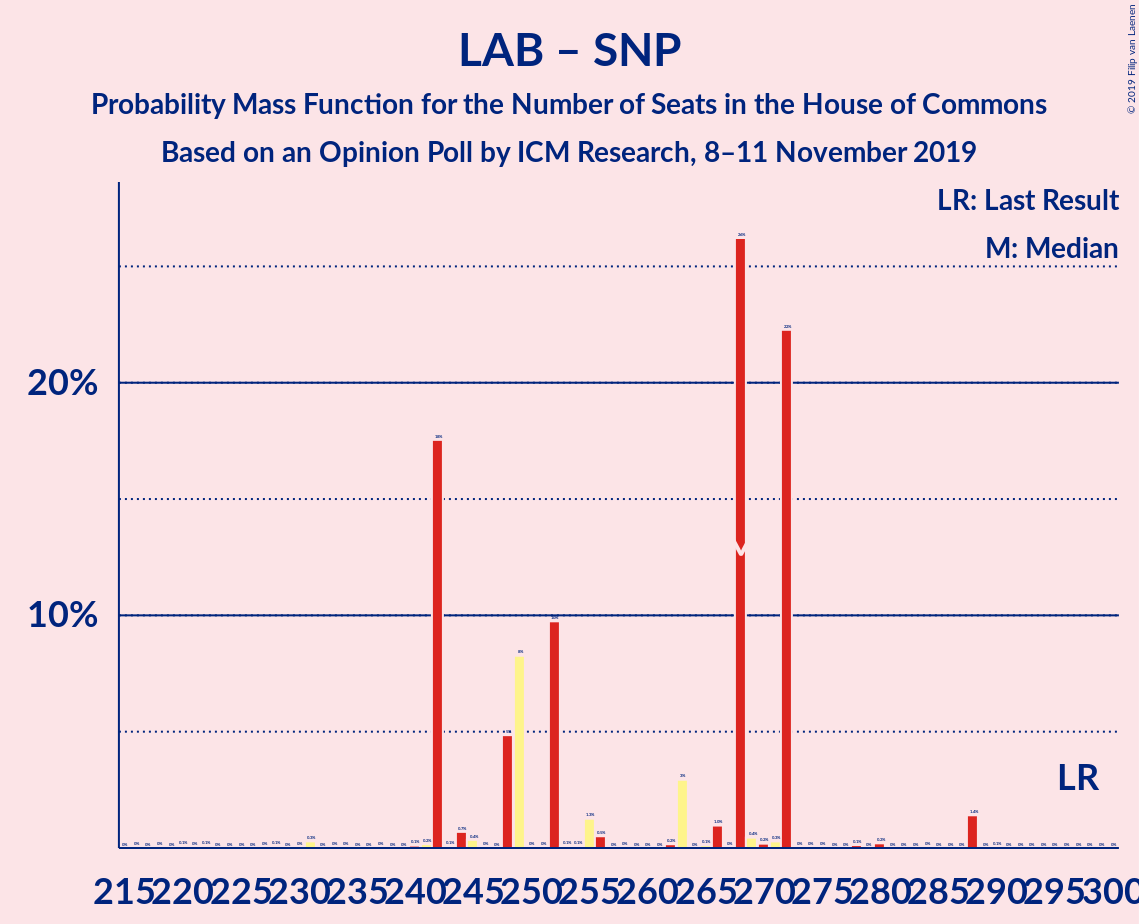 LAB – SNP
Probability Mass Function for the Number of Seats in the House of Commons
Based on an Opinion Poll by ICM Research, 8–11 November 2019
© 2019 Filip van Laenen
LR: Last Result
M: Median
20%
10%
LR
M
215 220 225 230 235 240 245 250 255 260 265 270 275 280 285 290 295 300